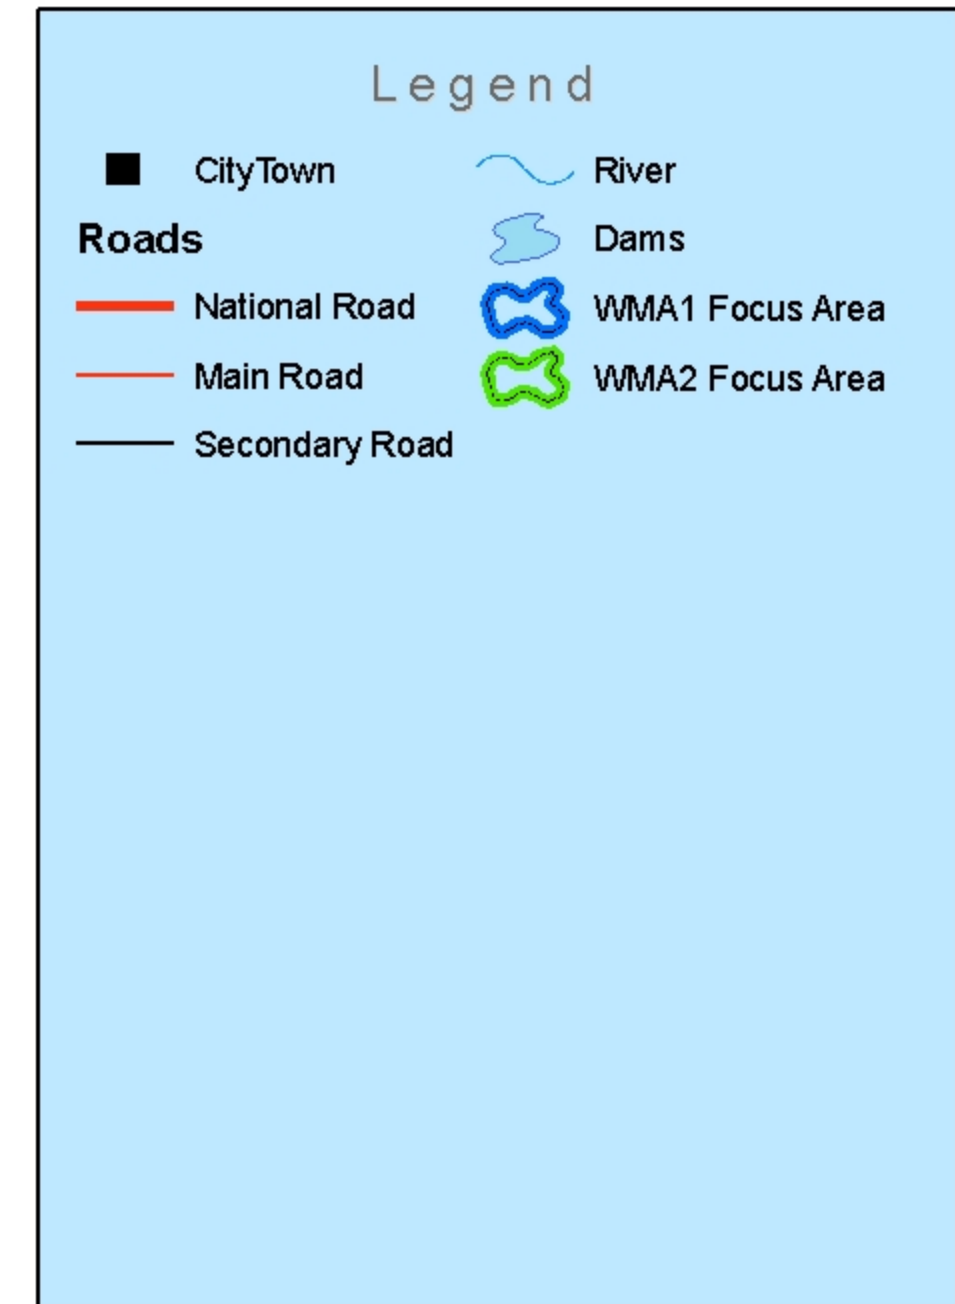 Legend
CityTown
Roads
National Road
Main Road
Secondary Road
River
Dams
WMA1 Focus Area
WMA2 Focus Area